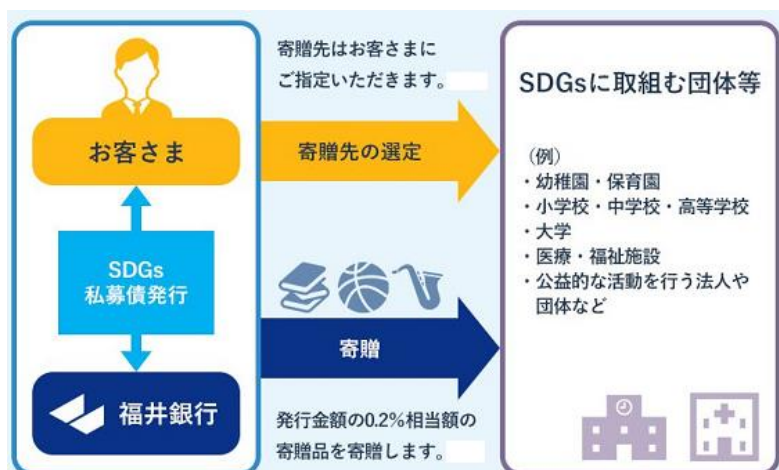 お客さま
SDGs
私募債発行
福井銀行
寄贈先はお客さまに
ご指定いただきます。
寄贈先の選定
寄贈
発行金額の0.2%相当額の
寄贈品を寄贈します。
SDGsに取組む団体等
（例）
・幼稚園・保育園
・小学校・中学校・高等学校
・大学
・医療・福祉施設
・公益的な活動を行う法人や
団体など